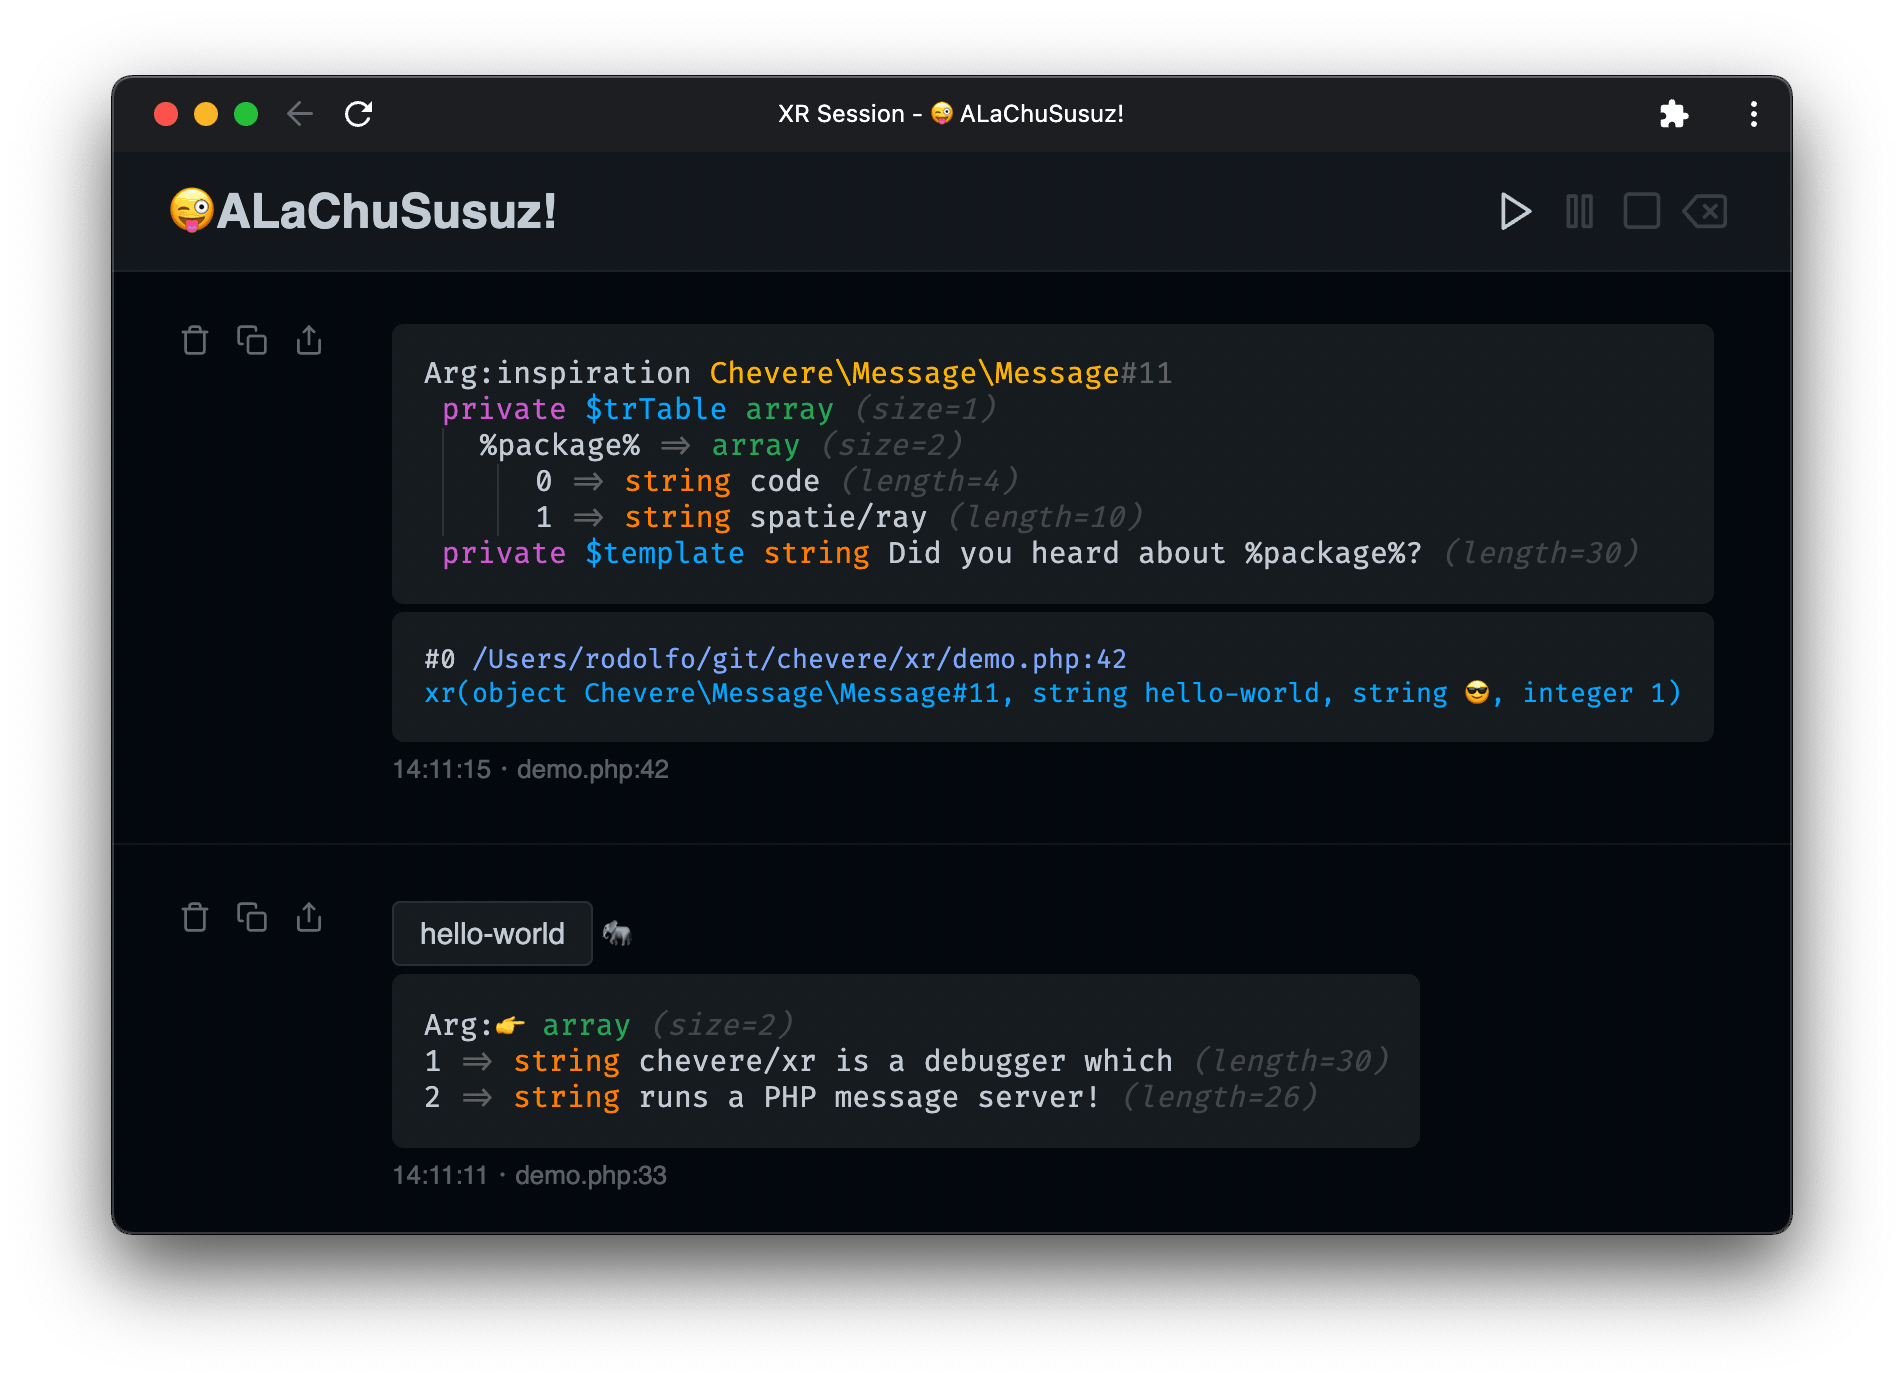 XR Session - 😜 ALaChuSusuz!
😜ALaChuSusuz!
Arg:inspiration Chevere\Message\Message#11
private $trTable array (size=1)
%package% => array (size=2)
0 => string code (length=4)
1 => string spatie/ray (length=10)
private $template string Did you heard about %package%? (length=30)
#0 /Users/rodolfo/git/chevere/xr/demo.php:42
xr(object Chevere\Message\Message#11, string hello-world, string 😎, integer 1)
14:11:15 · demo.php:42
hello-world 🐘
Arg:👉 array (size=2)
1 => string chevere/xr is a debugger which (length=30)
2 => string runs a PHP message server! (length=26)
14:11:11 · demo.php:33